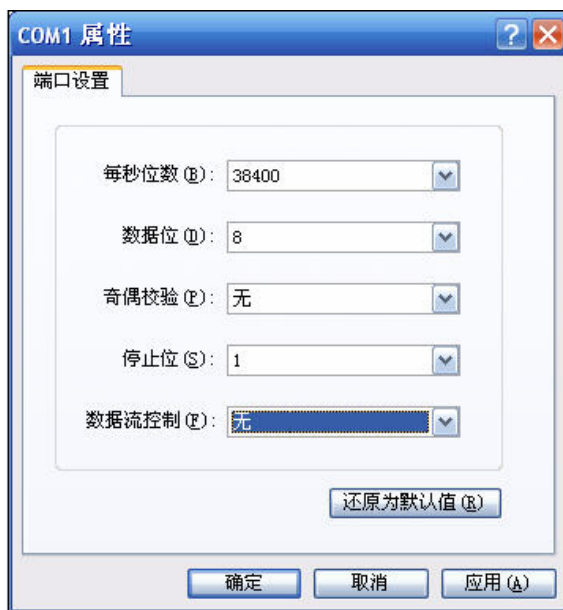 COM1 属性
端口设置
每秒位数(B): 38400
数据位(D): 8
奇偶校验(P): 无
停止位(S): 1
数据流控制(F): 无
还原为默认值(R)
确定 取消 应用(A)